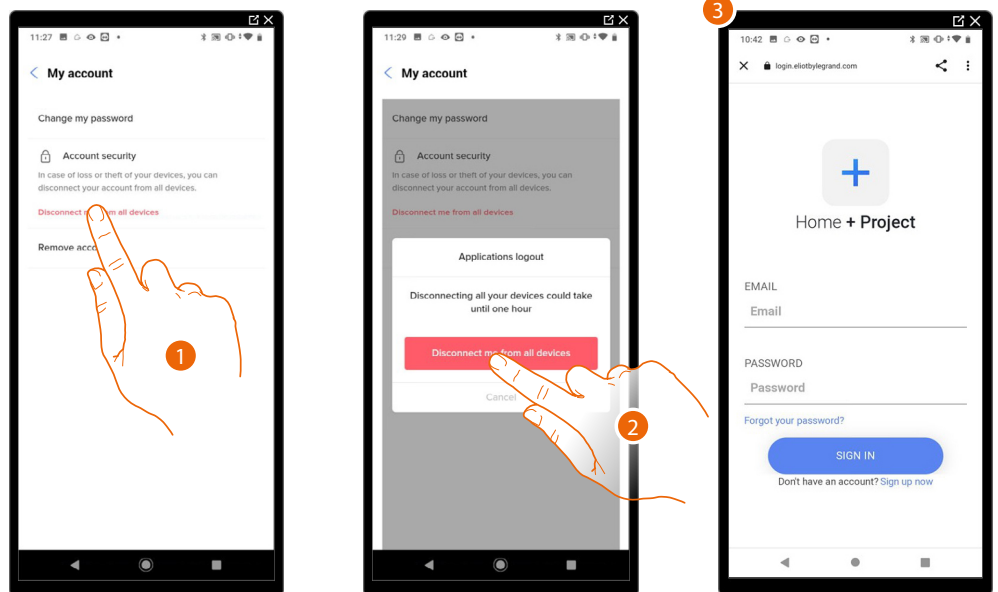 11:27
My account
Change my password
Account security
In case of loss or theft of your devices, you can
disconnect your account from all devices.
Disconnect m om all devices
Remove acco
1
11:29
My account
Change my password
Account security
In case of loss or theft of your devices, you can
disconnect your account from all devices.
Disconnect me from all devices
Applications logout
Disconnecting all your devices could take
until one hour
Disconnect me from all devices
Cancel
2
3
10:42
login.eliotbylegrand.com
Home + Project
EMAIL
Email
PASSWORD
Password
Forgot your password?
SIGN IN
Don't have an account? Sign up now